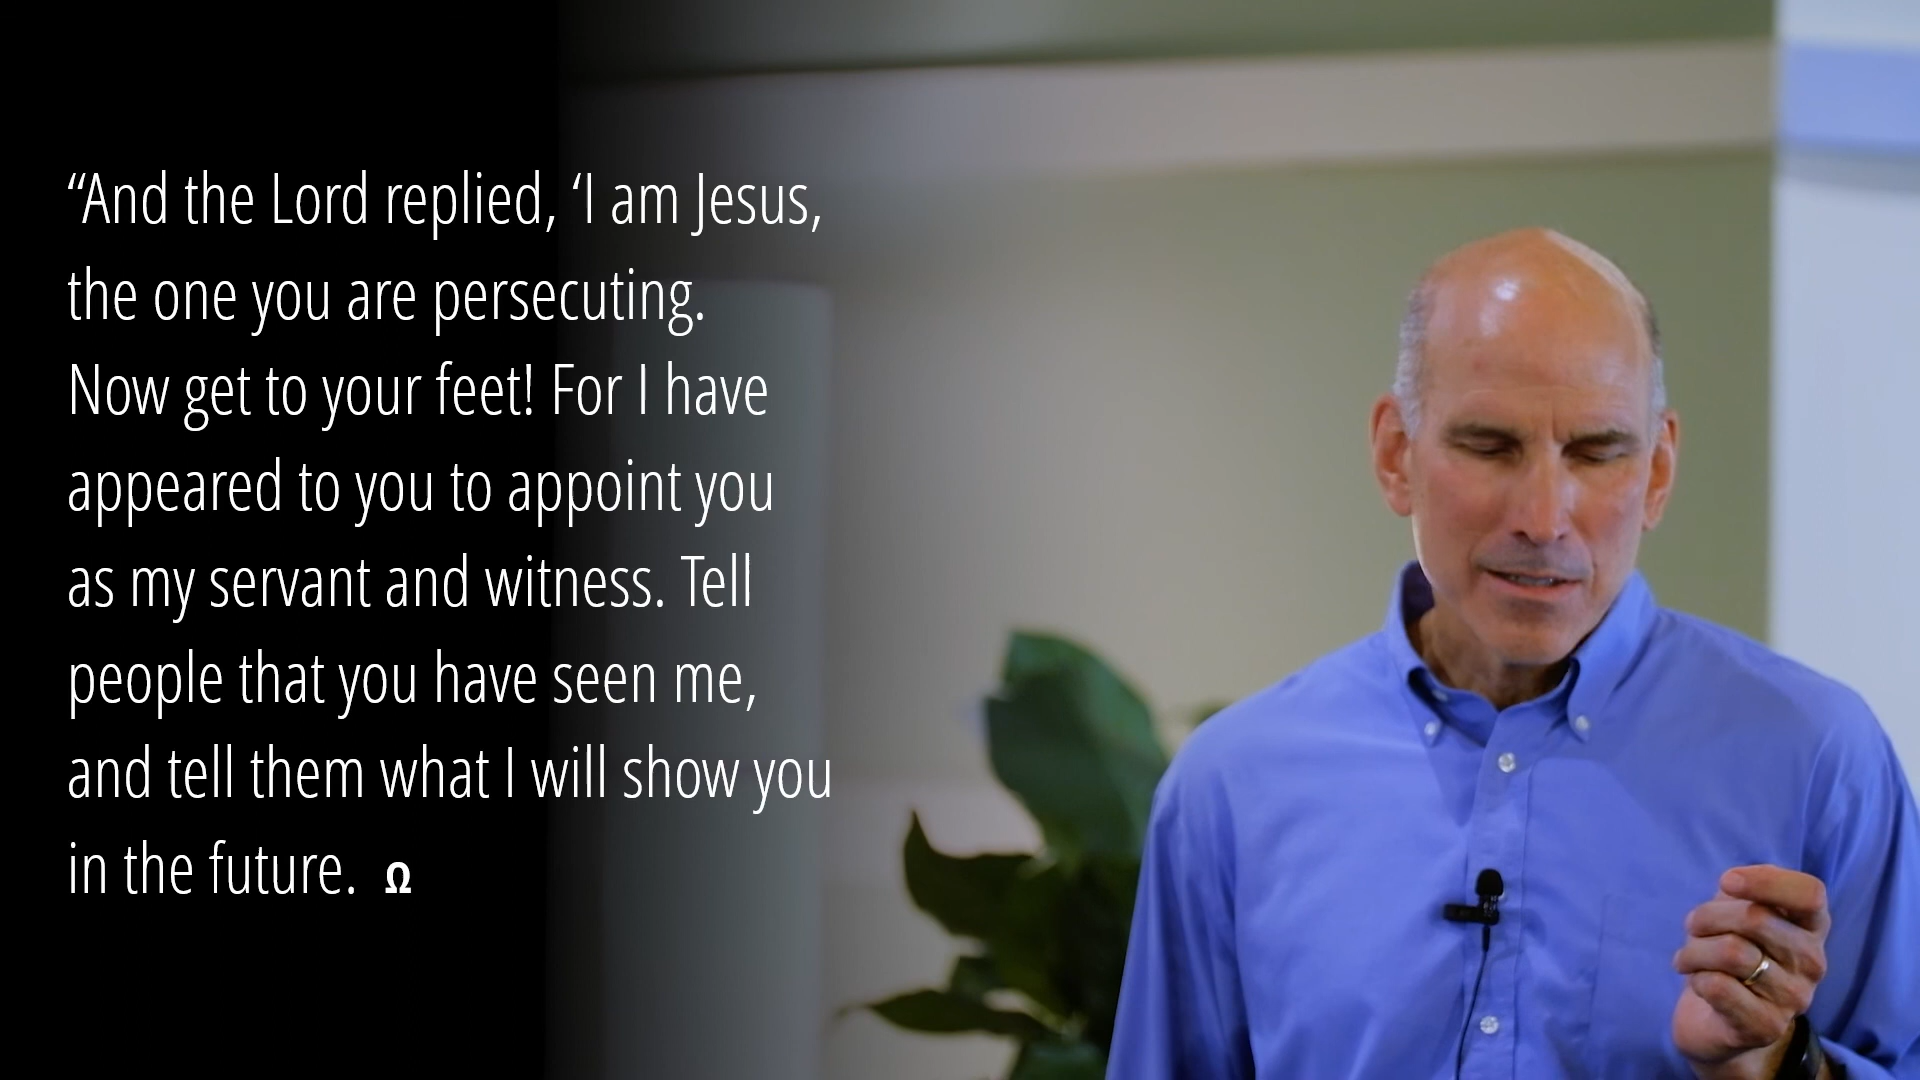 “And the Lord replied, ‘I am Jesus,
the one you are persecuting.
Now get to your feet! For I have
appeared to you to appoint you
as my servant and witness. Tell
people that you have seen me,
and tell them what I will show you
in the future. Ω